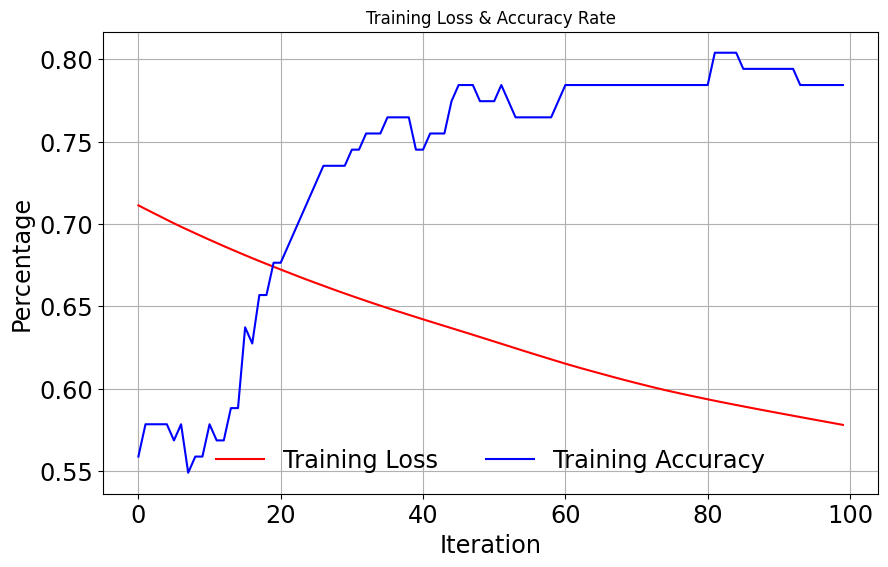 Training Loss & Accuracy Rate
0.80
0.75
0.70
0.65
0.60
0.55
Percentage
Training Loss
Training Accuracy
0 20 40 60 80 100
Iteration